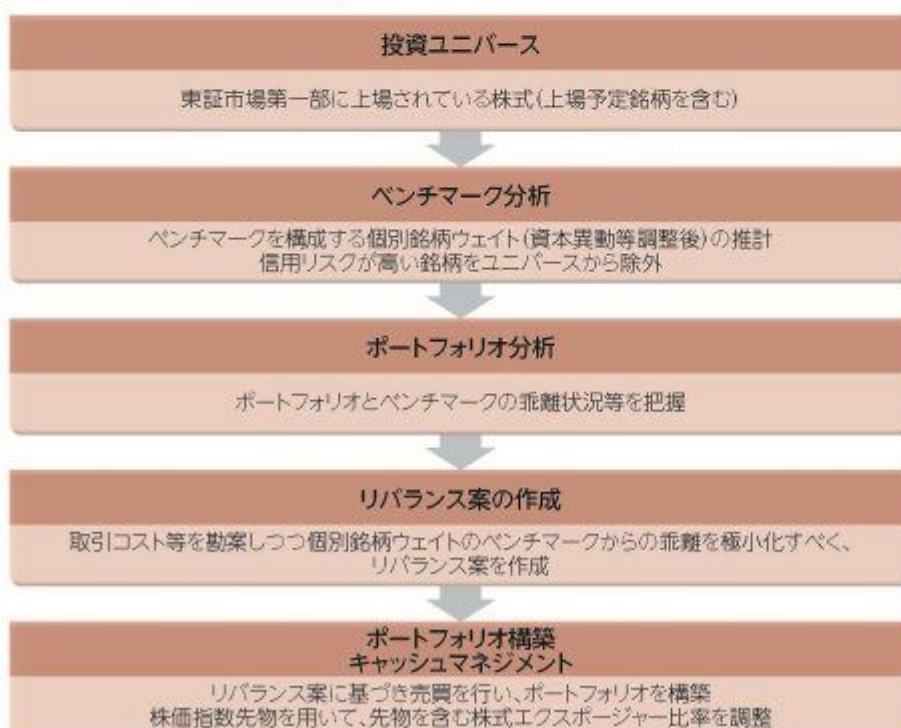 投資ユニバース
東証市場第一部に上場されている株式(上場予定銘柄を含む)
ベンチマーク分析
ベンチマークを構成する個別銘柄ウェイト(資本異動等調整後)の推計
信用リスクが高い銘柄をユニバースから除外
ポートフォリオ分析
ポートフォリオとベンチマークの乖離状況等を把握
リバランス案の作成
取引コスト等を勘案しつつ個別銘柄ウェイトのベンチマークからの乖離を極小化すべく、
リバランス案を作成
ポートフォリオ構築
キャッシュマネジメント
リバランス案に基づき売買を行い、ポートフォリオを構築
株価指数先物を用いて、先物を含む株式エクスポージャー比率を調整